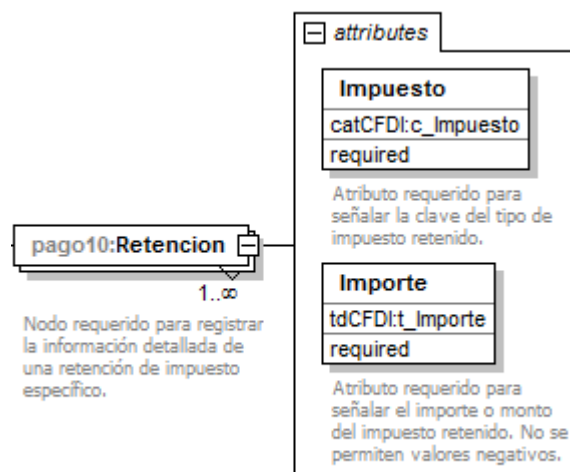 attributes
Impuesto
catCFDI:c_Impuesto
required
Atributo requerido para
señalar la clave del tipo de
impuesto retenido.
pago10:Retencion
1..∞
Nodo requerido para registrar
la información detallada de
una retención de impuesto
específico.
Importe
tdCFDI:t_Importe
required
Atributo requerido para
señalar el importe o monto
del impuesto retenido. No se
permiten valores negativos.